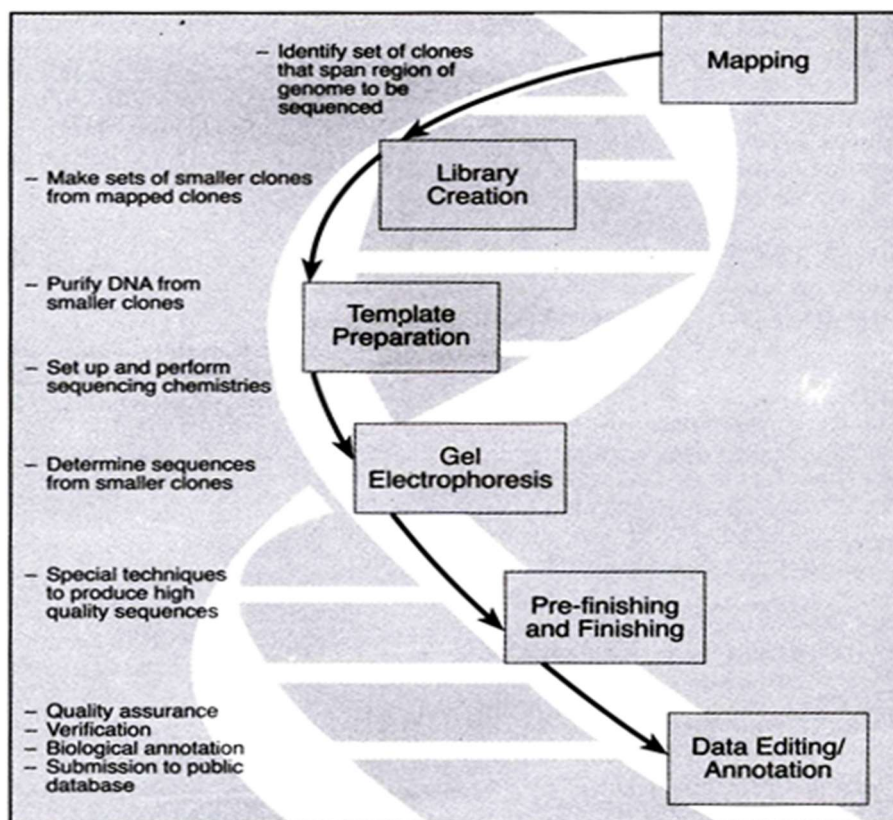 – Identify set of clones
that span region of
genome to be
sequenced
Mapping
– Make sets of smaller clones
from mapped clones
Library
Creation
– Purify DNA from
smaller clones
Template
Preparation
– Set up and perform
sequencing chemistries
– Determine sequences
from smaller clones
Gel
Electrophoresis
– Special techniques
to produce high
quality sequences
Pre-finishing
and Finishing
– Quality assurance
– Verification
– Biological annotation
– Submission to public
database
Data Editing/
Annotation